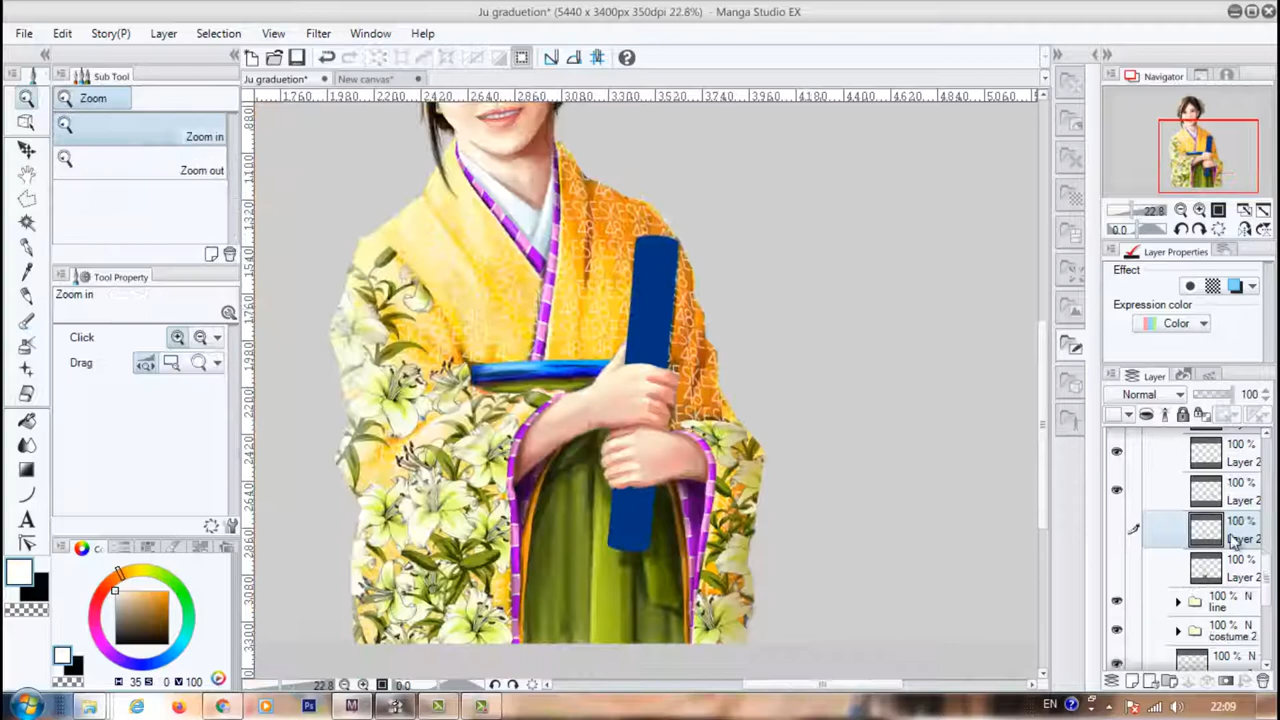 Ju graduetion* (5440 x 3400px 350dpi 22.8%) - Manga Studio EX
File Edit Story(P) Layer Selection View Filter Window Help
Ju graduetion* New canvas*
Sub Tool
Zoom
Zoom in
Zoom out
Tool Property
Zoom in
Click
Drag
1760 1980 2200 2420 2640 2860 3080 3300 3520 3740 3960 4180 4400 4620 4840 5060
Navigator
22.8
0.0
Layer Properties
Effect
Expression color
Color
Layer
Normal 100
100 %
Layer 2
100 %
Layer 2
100 %
Layer 2
100 %
Layer 2
100 % N
line
100 % N
costume 2
100 % N
H 35 S 0 V 100
22.8 0.0
EN 22:09